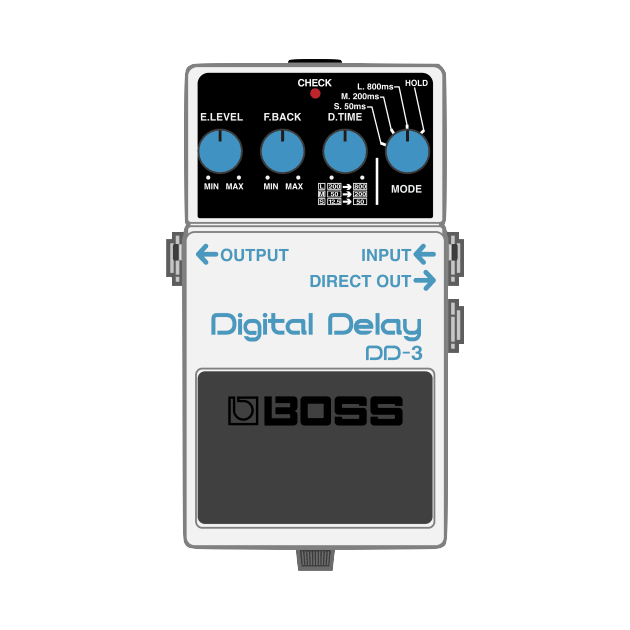 CHECK
HOLD
L. 800ms
M. 200ms
S. 50ms
E.LEVEL F.BACK D.TIME
MIN MAX MIN MAX
L 200 800
M 50 200
S 12.5 50
MODE
OUTPUT INPUT
DIRECT OUT
Digital Delay
DD-3
BOSS